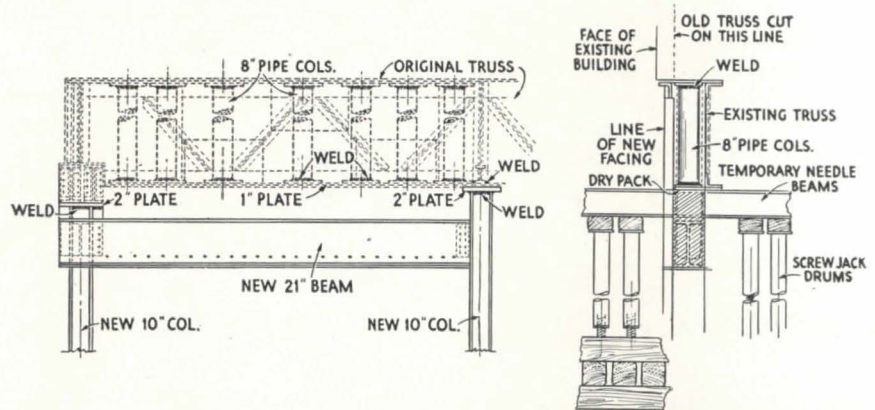 8" PIPE COLS.
ORIGINAL TRUSS
WELD
WELD
WELD
2" PLATE
1" PLATE
2" PLATE
WELD
NEW 21" BEAM
NEW 10" COL.
NEW 10" COL.
OLD TRUSS CUT
ON THIS LINE
FACE OF
EXISTING
BUILDING
WELD
EXISTING TRUSS
LINE
OF NEW
FACING
8" PIPE COLS.
DRY PACK
TEMPORARY NEEDLE
BEAMS
SCREW JACK
DRUMS